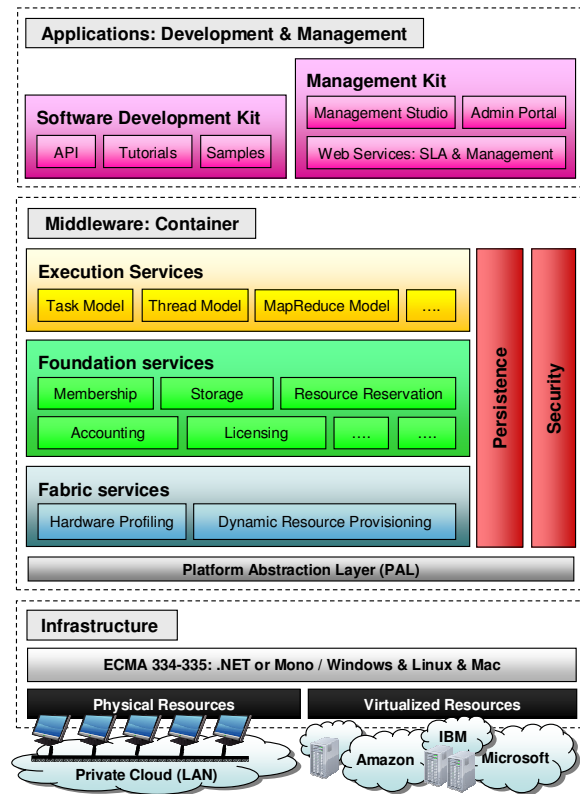 Applications: Development & Management
Management Kit
Management Studio
Admin Portal
Web Services: SLA & Management
Software Development Kit
API
Tutorials
Samples
Middleware: Container
Execution Services
Task Model
Thread Model
MapReduce Model
....
Foundation services
Membership
Storage
Resource Reservation
Accounting
Licensing
....
....
Fabric services
Hardware Profiling
Dynamic Resource Provisioning
Persistence
Security
Platform Abstraction Layer (PAL)
Infrastructure
ECMA 334-335: .NET or Mono / Windows & Linux & Mac
Physical Resources
Virtualized Resources
Private Cloud (LAN)
Amazon
IBM
Microsoft